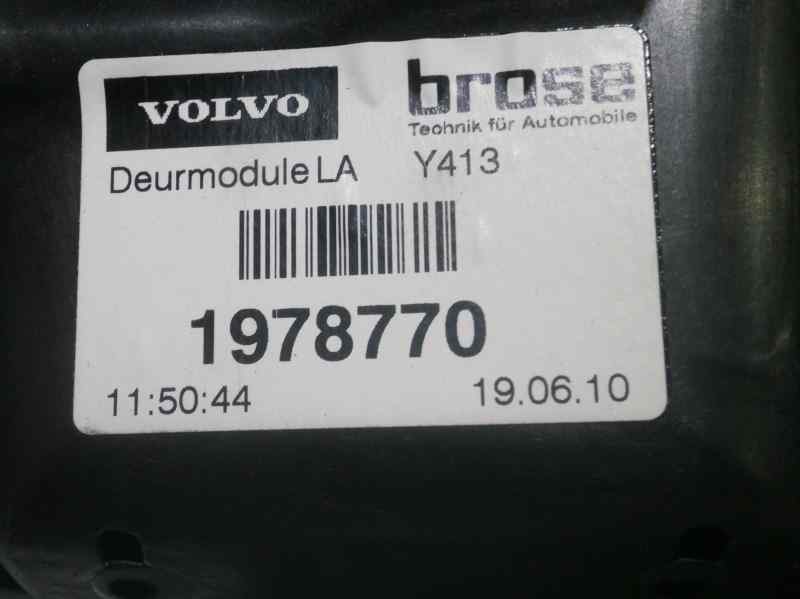 VOLVO
brose
Technik für Automobile
Deurmodule LA Y413
1978770
11:50:44 19.06.10